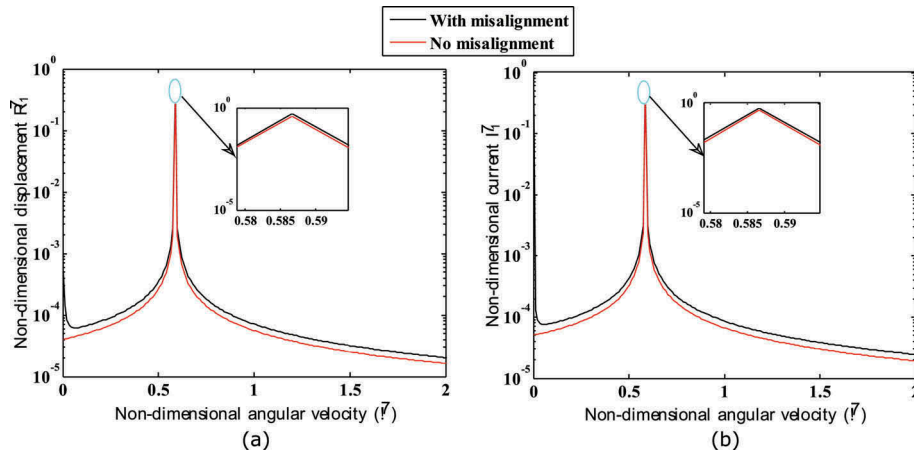 With misalignment
No misalignment
Non-dimensional displacement
10⁰
10⁻¹
10⁻²
10⁻³
10⁻⁴
10⁻⁵
10⁰
10⁻⁵
0.58 0.585 0.59
0 0.5 1 1.5 2
Non-dimensional angular velocity
(a)
Non-dimensional current
10⁰
10⁻¹
10⁻²
10⁻³
10⁻⁴
10⁻⁵
10⁰
10⁻⁵
0.58 0.585 0.59
0 0.5 1 1.5 2
Non-dimensional angular velocity
(b)